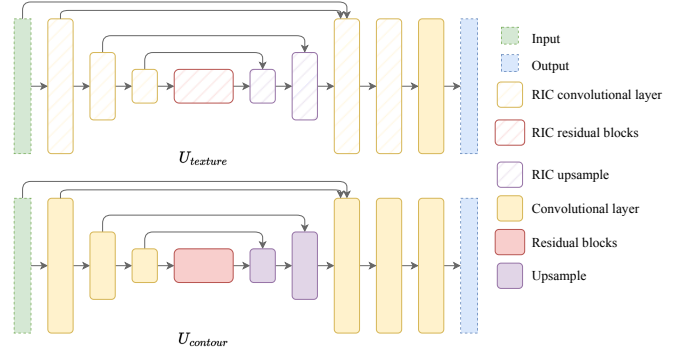 Input
Output
RIC convolutional layer
RIC residual blocks
U_texture
RIC upsample
Convolutional layer
Residual blocks
Upsample
U_contour